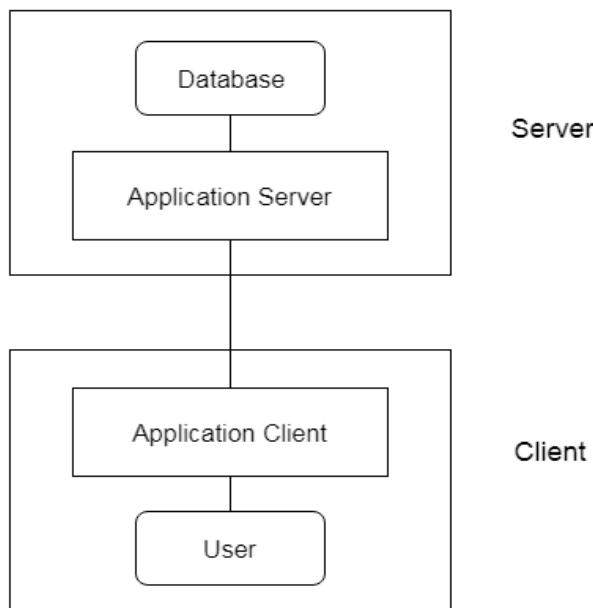 Database
Server
Application Server
Application Client
Client
User